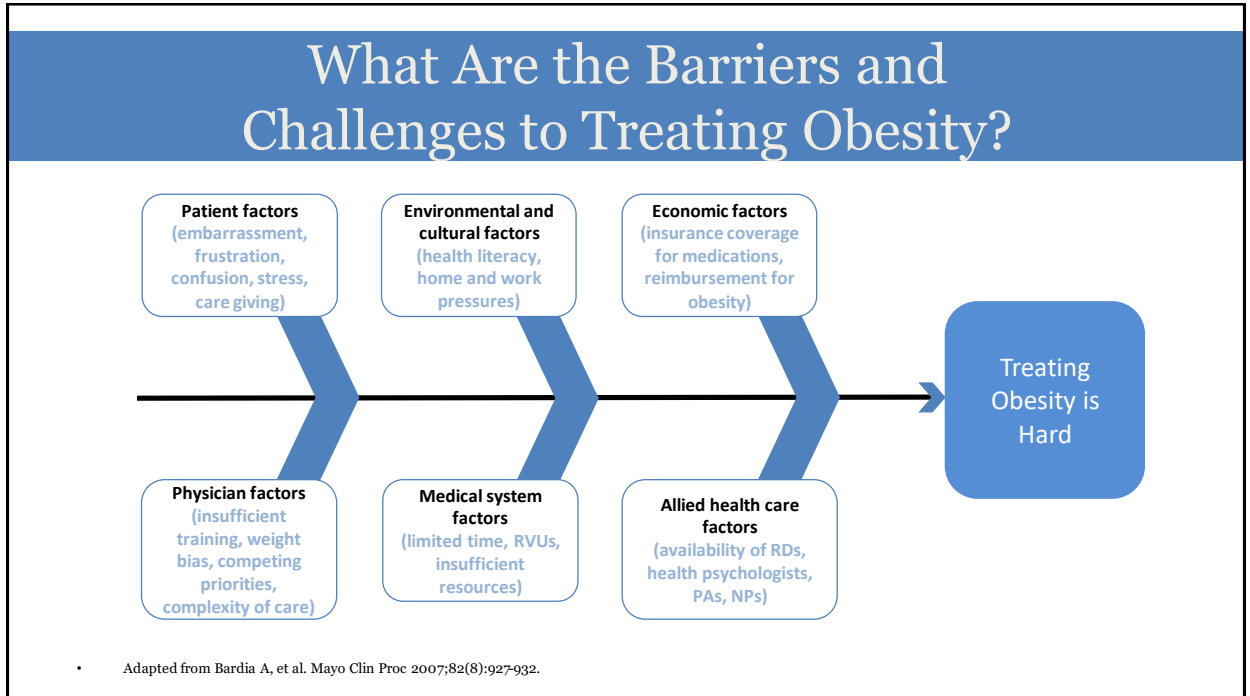 What Are the Barriers and
Challenges to Treating Obesity?
Patient factors
(embarrassment,
frustration,
confusion, stress,
care giving)
Environmental and
cultural factors
(health literacy,
home and work
pressures)
Economic factors
(insurance coverage
for medications,
reimbursement for
obesity)
Treating
Obesity is
Hard
Physician factors
(insufficient
training, weight
bias, competing
priorities,
complexity of care)
Medical system
factors
(limited time, RVUs,
insufficient
resources)
Allied health care
factors
(availability of RDs,
health psychologists,
PAs, NPs)
• Adapted from Bardia A, et al. Mayo Clin Proc 2007;82(8):927-932.